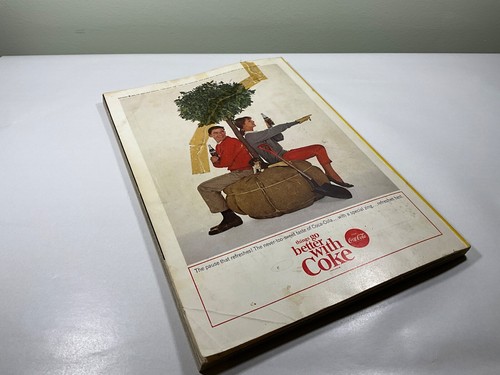 The pause that refreshes! The never too sweet taste of Coca-Cola... with a special zing... refreshes best.
things go
better
with
Coke
Coca-Cola